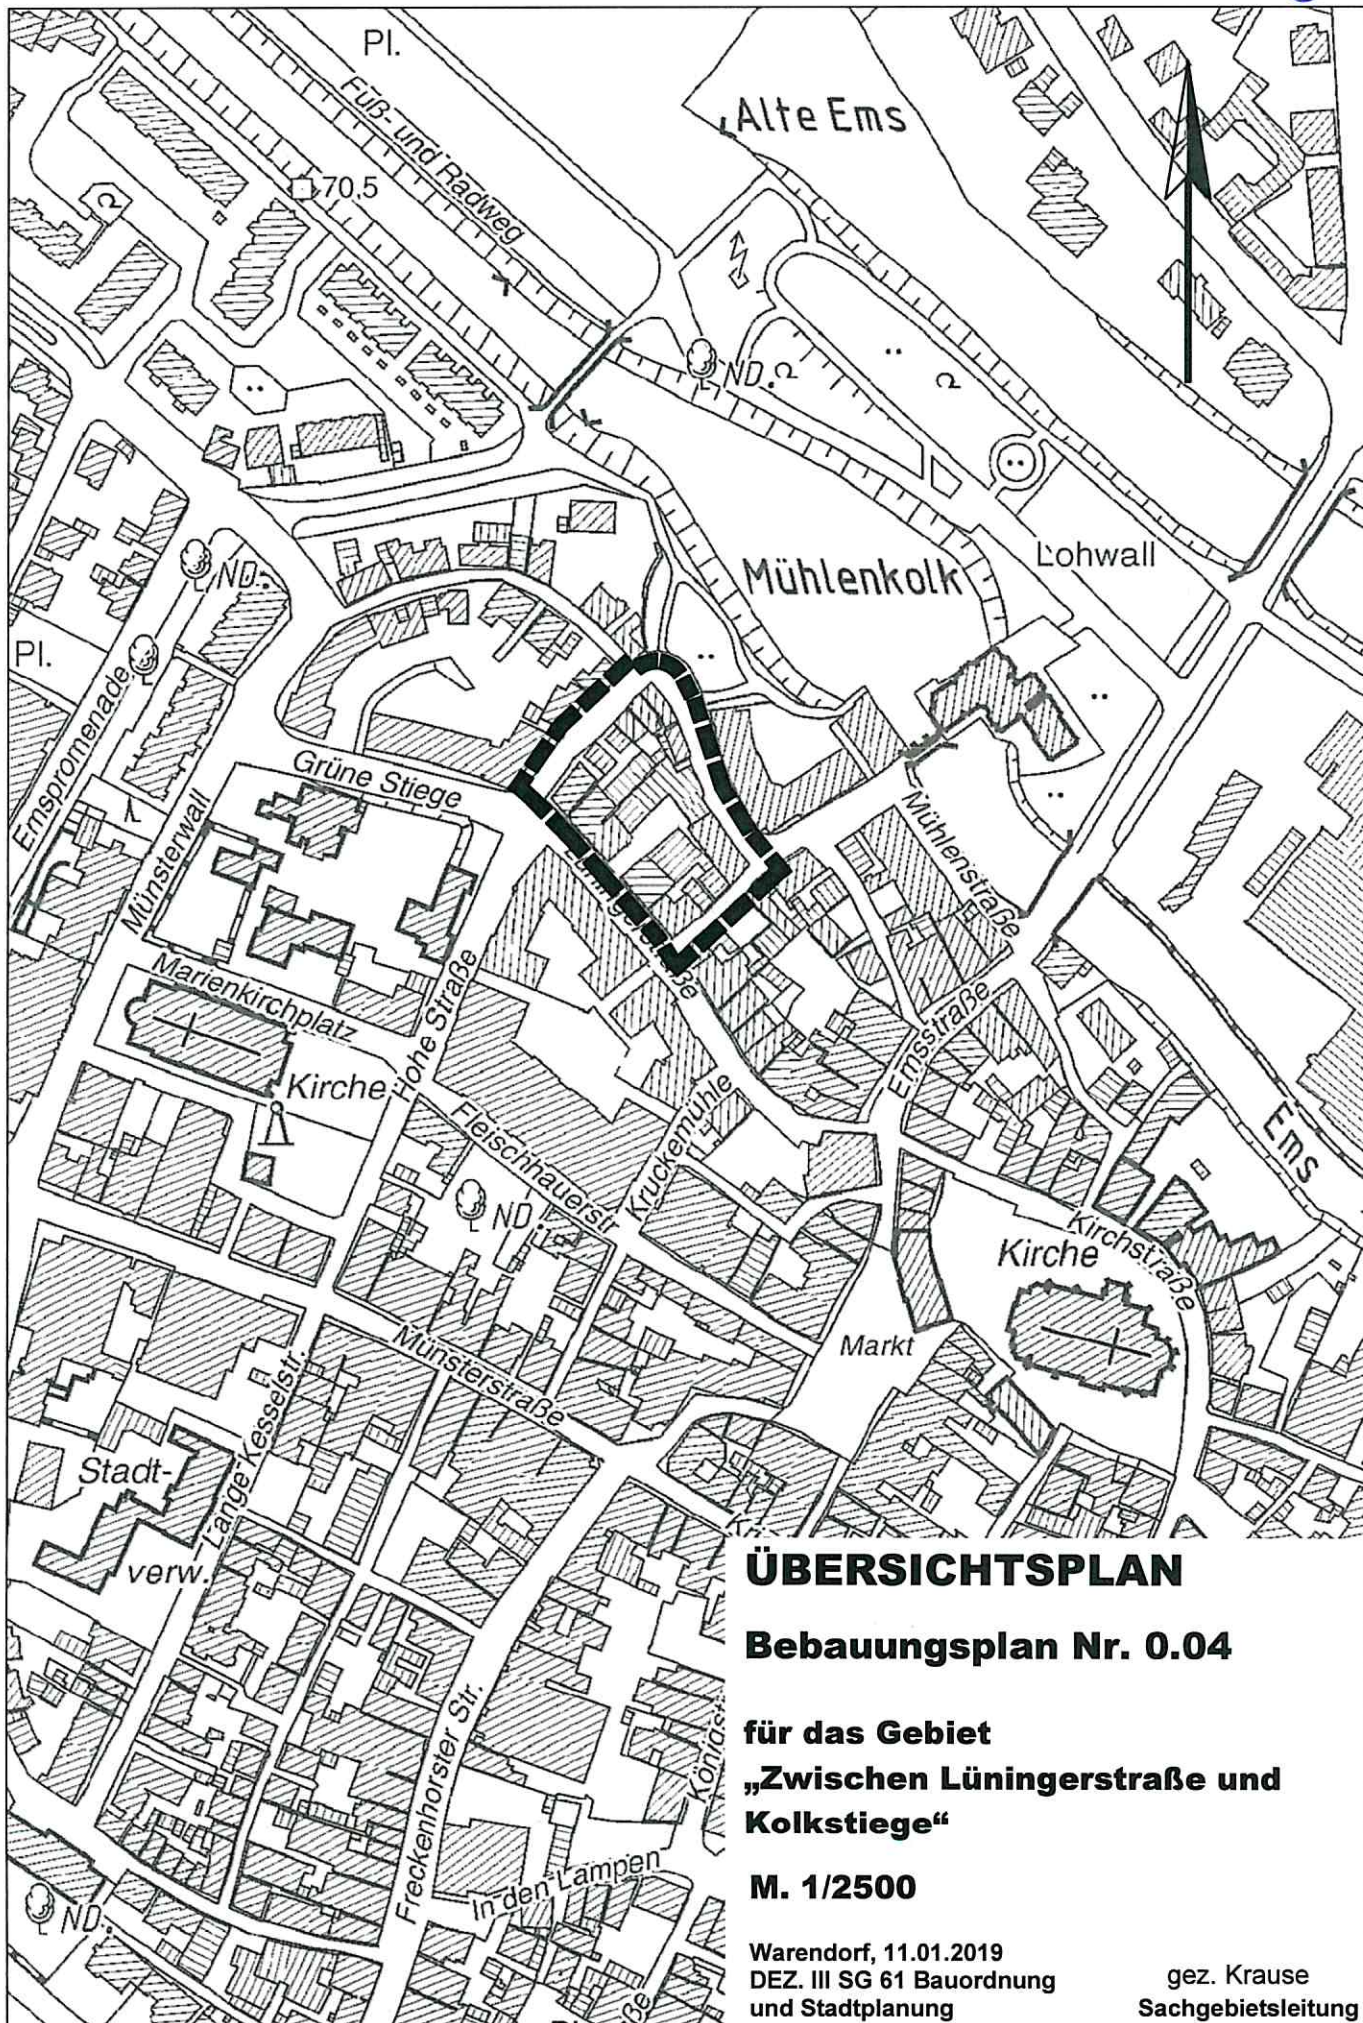 Pl.
Alte Ems
Fuß- und Radweg
70,5
ND.
Lohwall
Mühlenkolk
ND.
Pl.
Emspromenade
Grüne Stiege
Münsterwall
Mühlenstraße
Marienkirchplatz
Hohe Straße
Kirche
Emsstraße
Fleischhauerstr.
Kruckemühle
Ems
ND.
Kirchstraße
Kirche
Markt
Münsterstraße
Lange-Kesselstr.
Stadt-
verw.
Freckenhorster Str.
Königstr.
In den Lampen
ND.
ÜBERSICHTSPLAN
Bebauungsplan Nr. 0.04
für das Gebiet
„Zwischen Lüningerstraße und
Kolkstiege“
M. 1/2500
Warendorf, 11.01.2019
DEZ. III SG 61 Bauordnung
und Stadtplanung
gez. Krause
Sachgebietsleitung